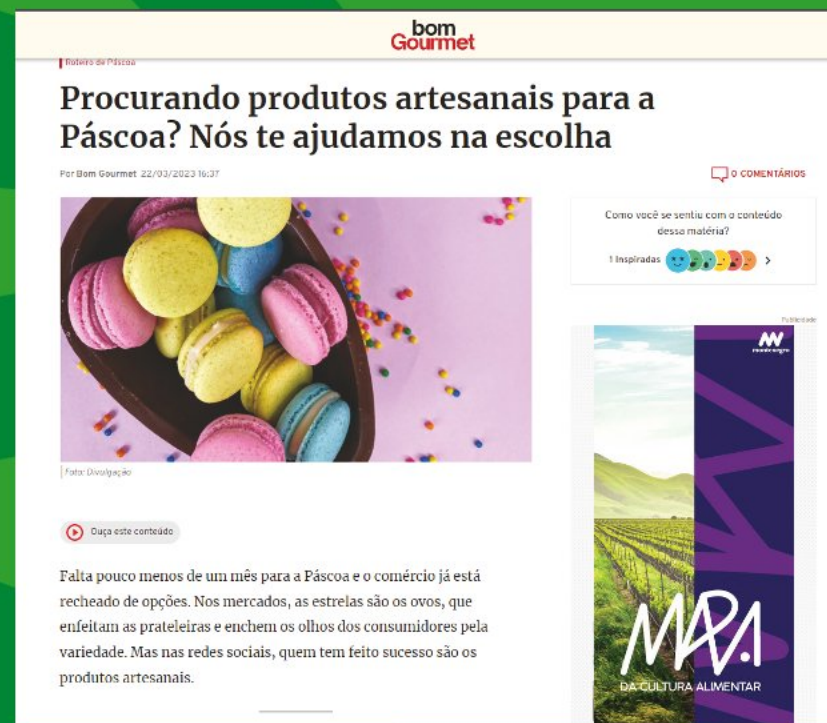 bom
Gourmet
Roteiro de Páscoa
Procurando produtos artesanais para a
Páscoa? Nós te ajudamos na escolha
Por Bom Gourmet 22/03/2023 16:37
0 COMENTÁRIOS
Como você se sentiu com o conteúdo
dessa matéria?
1 Inspiradas
Foto: Divulgação
Ouça este conteúdo
Falta pouco menos de um mês para a Páscoa e o comércio já está
recheado de opções. Nos mercados, as estrelas são os ovos, que
enfeitam as prateleiras e enchem os olhos dos consumidores pela
variedade. Mas nas redes sociais, quem tem feito sucesso são os
produtos artesanais.
Publicidade
montenegro
MAPA
DA CULTURA ALIMENTAR